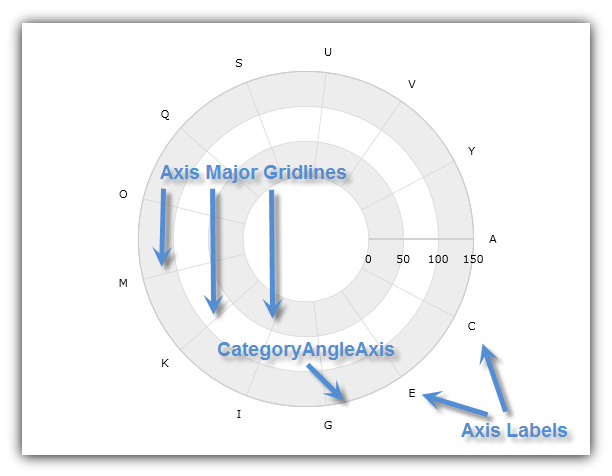 U
S
V
Q
Y
Axis Major Gridlines
O
A
0 50 100 150
M
C
CategoryAngleAxis
K
E
I
G
Axis Labels